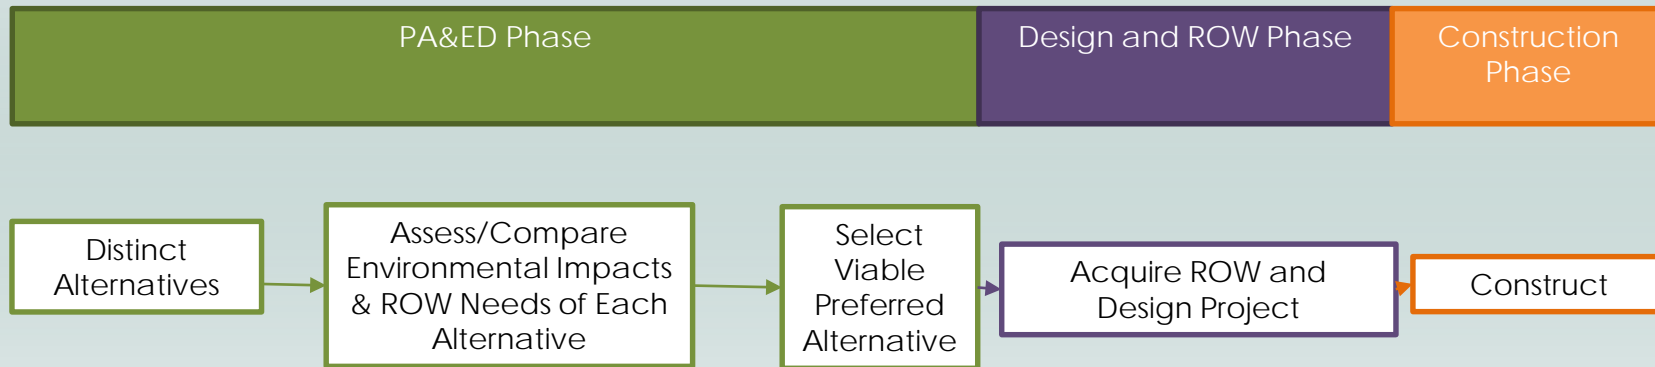 PA&ED Phase
Design and ROW Phase
Construction
Phase
Distinct
Alternatives
Assess/Compare
Environmental Impacts
& ROW Needs of Each
Alternative
Select
Viable
Preferred
Alternative
Acquire ROW and
Design Project
Construct